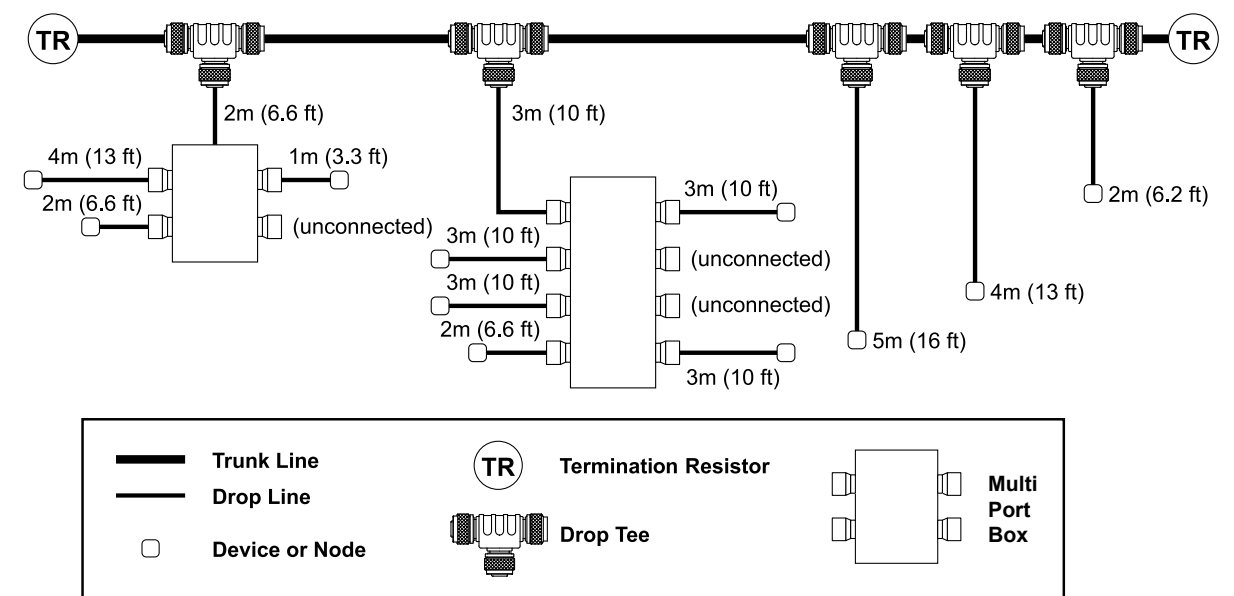 TR
TR
2m (6.6 ft)
3m (10 ft)
4m (13 ft)
1m (3.3 ft)
2m (6.6 ft)
(unconnected)
3m (10 ft)
2m (6.2 ft)
3m (10 ft)
(unconnected)
3m (10 ft)
(unconnected)
4m (13 ft)
2m (6.6 ft)
5m (16 ft)
3m (10 ft)
Trunk Line
Drop Line
Device or Node
TR
Termination Resistor
Drop Tee
Multi
Port
Box